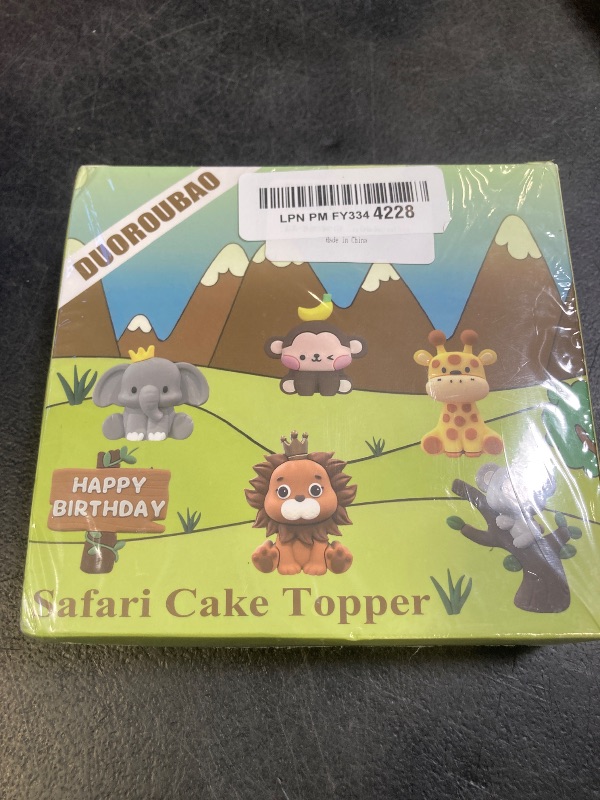 DUOROUBAO
LPN PM FY334 4228
Made in China
HAPPY
BIRTHDAY
Safari Cake Topper